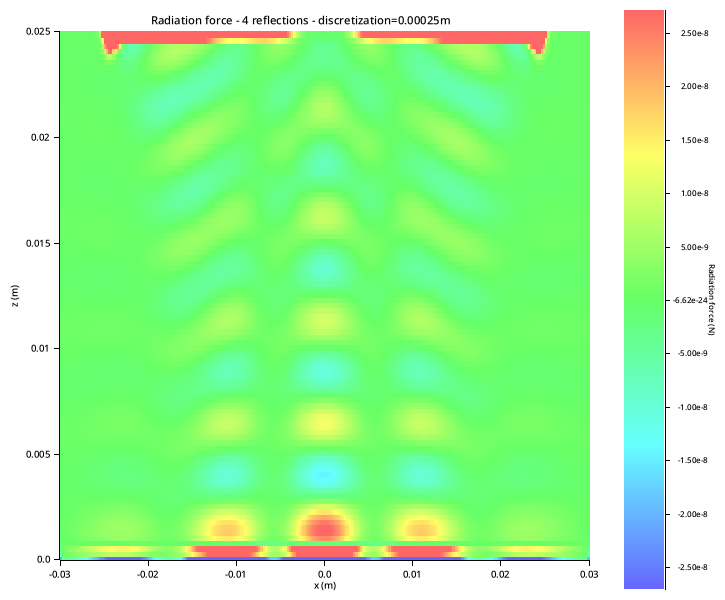 Radiation force - 4 reflections - discretization=0.00025m
0.025
0.02
0.015
0.01
0.005
0.0
z (m)
-0.03
-0.02
-0.01
0.0
0.01
0.02
0.03
x (m)
2.50e-8
2.00e-8
1.50e-8
1.00e-8
5.00e-9
-6.62e-24
-5.00e-9
-1.00e-8
-1.50e-8
-2.00e-8
-2.50e-8
Radiation force (N)